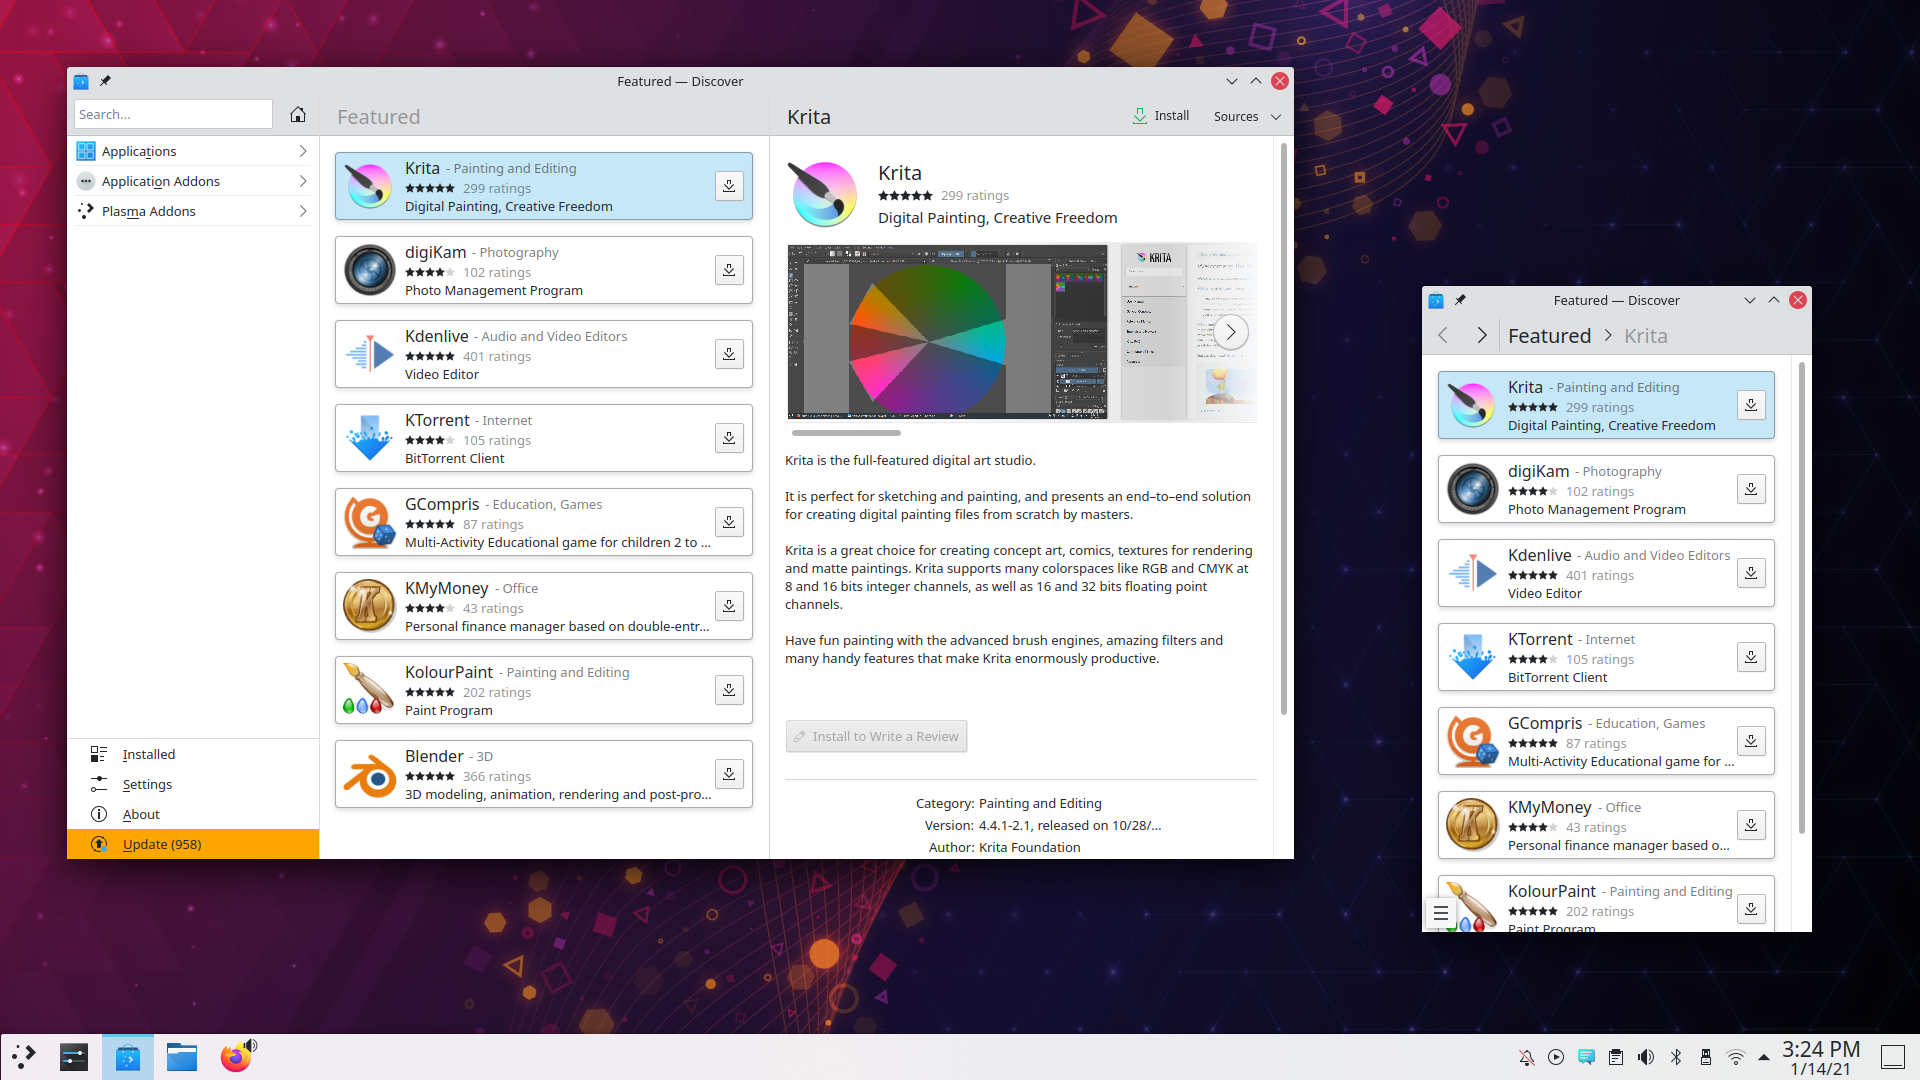 Featured — Discover
Search...
Featured
Krita
Install
Sources
Applications
Application Addons
Plasma Addons
Krita - Painting and Editing
299 ratings
Digital Painting, Creative Freedom
digiKam - Photography
102 ratings
Photo Management Program
Kdenlive - Audio and Video Editors
401 ratings
Video Editor
KTorrent - Internet
105 ratings
BitTorrent Client
GCompris - Education, Games
87 ratings
Multi-Activity Educational game for children 2 to ...
KMyMoney - Office
43 ratings
Personal finance manager based on double-entr...
KolourPaint - Painting and Editing
202 ratings
Paint Program
Blender - 3D
366 ratings
3D modeling, animation, rendering and post-pro...
Krita
299 ratings
Digital Painting, Creative Freedom
KRITA
Krita is the full-featured digital art studio.
It is perfect for sketching and painting, and presents an end–to–end solution
for creating digital painting files from scratch by masters.
Krita is a great choice for creating concept art, comics, textures for rendering
and matte paintings. Krita supports many colorspaces like RGB and CMYK at
8 and 16 bits integer channels, as well as 16 and 32 bits floating point
channels.
Have fun painting with the advanced brush engines, amazing filters and
many handy features that make Krita enormously productive.
Install to Write a Review
Category: Painting and Editing
Version: 4.4.1-2.1, released on 10/28/...
Author: Krita Foundation
Installed
Settings
About
Update (958)
Featured — Discover
Featured > Krita
Krita - Painting and Editing
299 ratings
Digital Painting, Creative Freedom
digiKam - Photography
102 ratings
Photo Management Program
Kdenlive - Audio and Video Editors
401 ratings
Video Editor
KTorrent - Internet
105 ratings
BitTorrent Client
GCompris - Education, Games
87 ratings
Multi-Activity Educational game for ...
KMyMoney - Office
43 ratings
Personal finance manager based o...
KolourPaint - Painting and Editing
202 ratings
Paint Program
3:24 PM
1/14/21